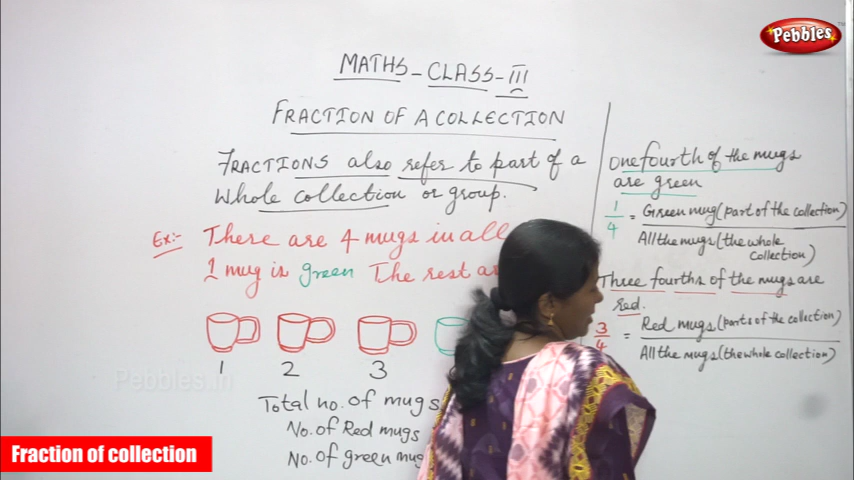 Pebbles
MATHS - CLASS - III
FRACTION OF A COLLECTION
FRACTIONS also refer to part of a
Whole collection or group.
Ex:- There are 4 mugs in all
1 mug is green The rest
1 2 3
Total no. of mugs
No. of Red mugs
No. of green mug
One fourth of the mugs
are green
1/4 = Green mug (part of the collection)
All the mugs (the whole
collection)
Three fourths of the mugs are
red.
3/4 = Red mugs (parts of the collection)
All the mugs (the whole collection)
Pebbles.in
Fraction of collection